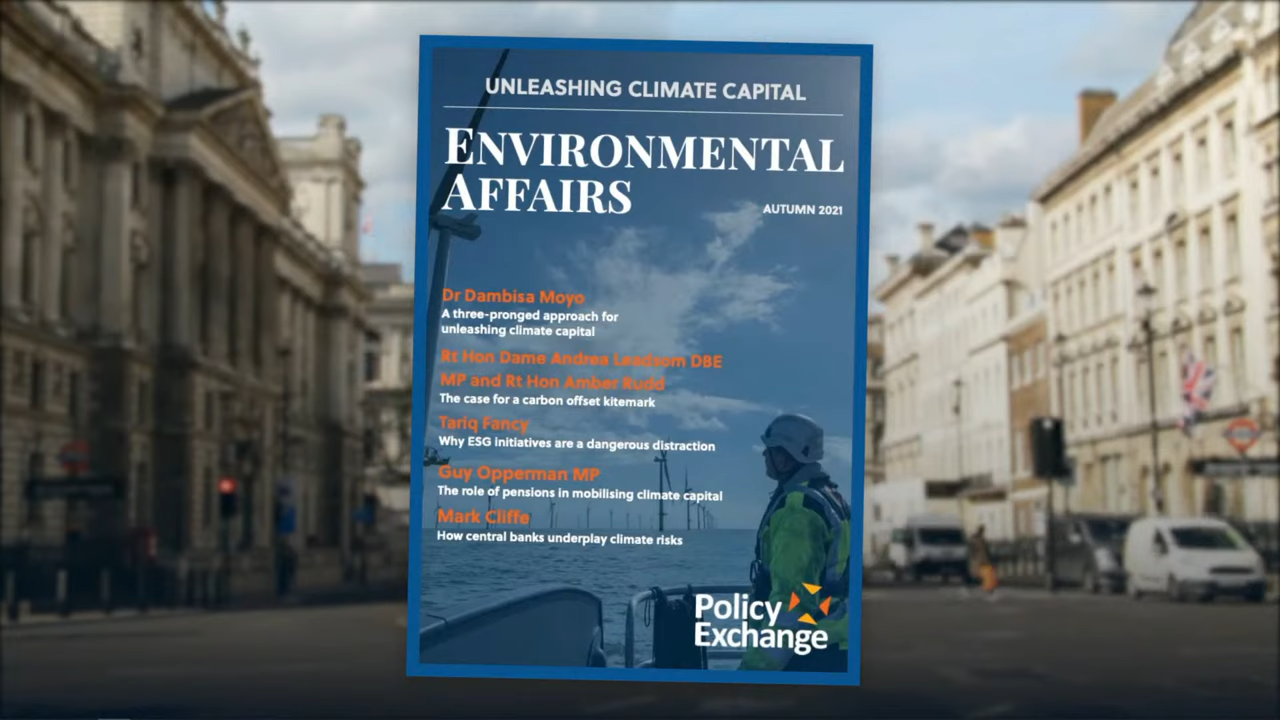 UNLEASHING CLIMATE CAPITAL
ENVIRONMENTAL
AFFAIRS
AUTUMN 2021
Dr Dambisa Moyo
A three-pronged approach for
unleashing climate capital
Rt Hon Dame Andrea Leadsom DBE
MP and Rt Hon Amber Rudd
The case for a carbon offset kitemark
Tariq Fancy
Why ESG initiatives are a dangerous distraction
Guy Opperman MP
The role of pensions in mobilising climate capital
Mark Cliffe
How central banks underplay climate risks
Policy
Exchange